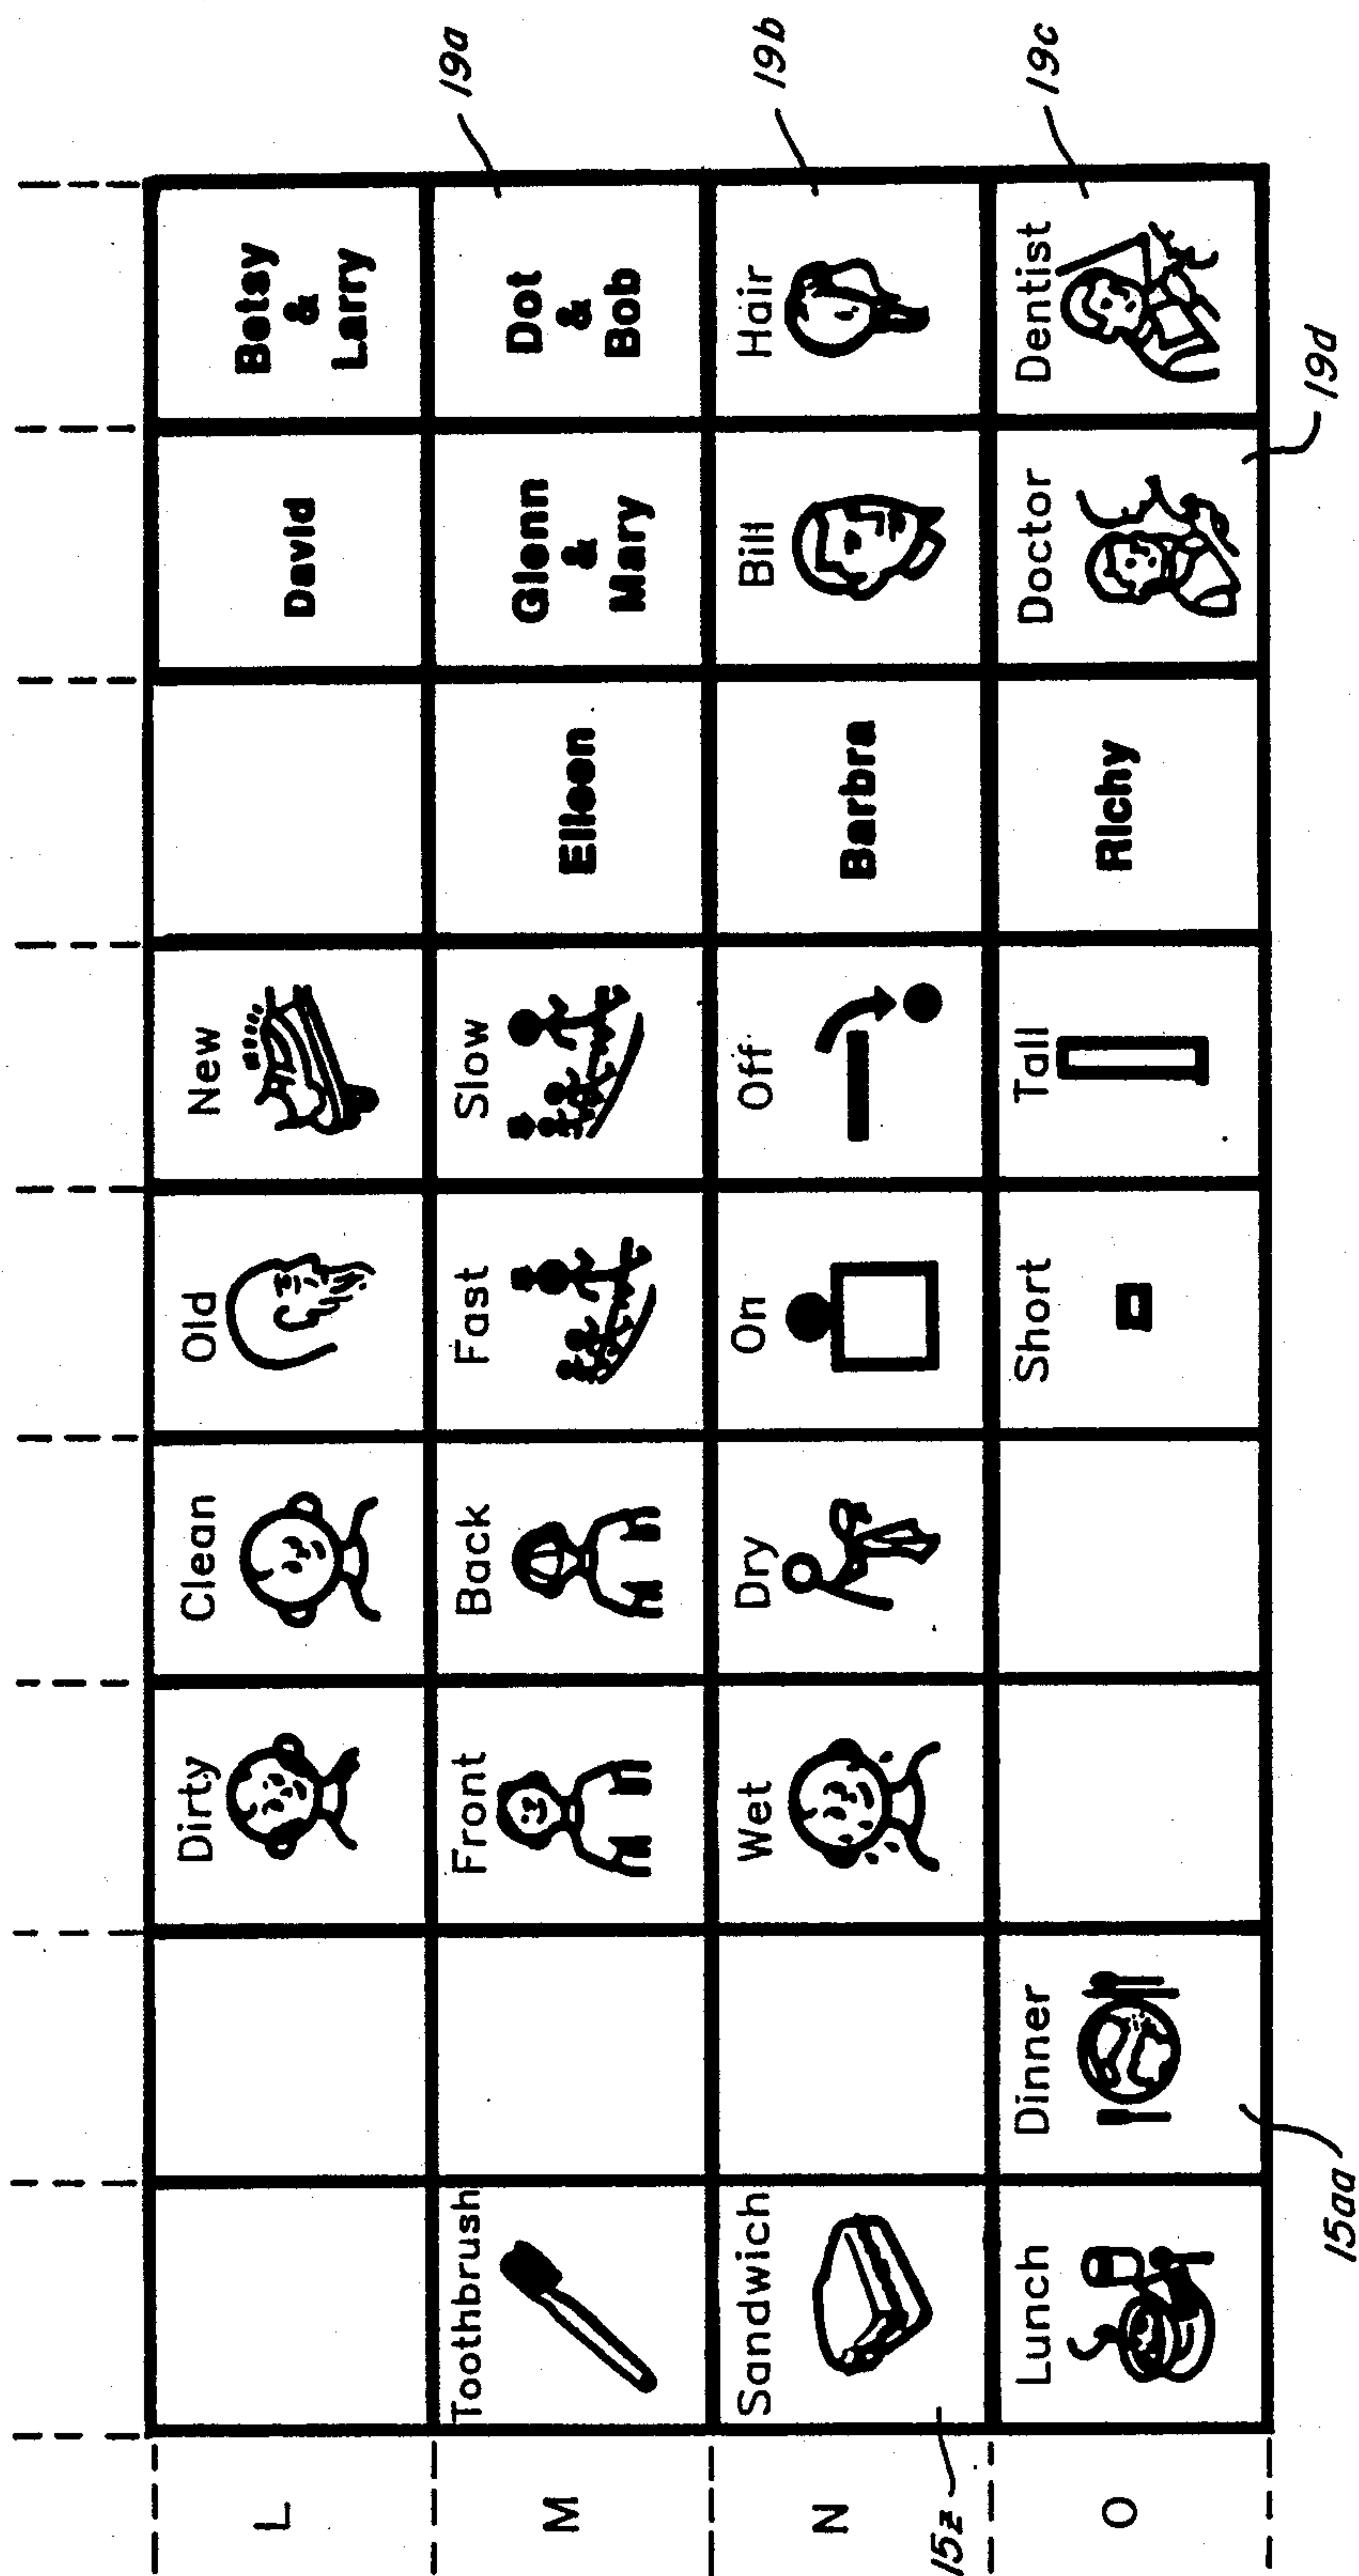 L
Dirty
Clean
Old
New
David
Betsy
&
Larry
M
Toothbrush
Front
Back
Fast
Slow
Eileen
Glenn
&
Mary
Dot
&
Bob
19a
N
Sandwich
Wet
Dry
On
Off
Barbra
Bill
Hair
19b
15z
O
Lunch
Dinner
Short
Tall
Richy
Doctor
Dentist
19c
15aa
19d